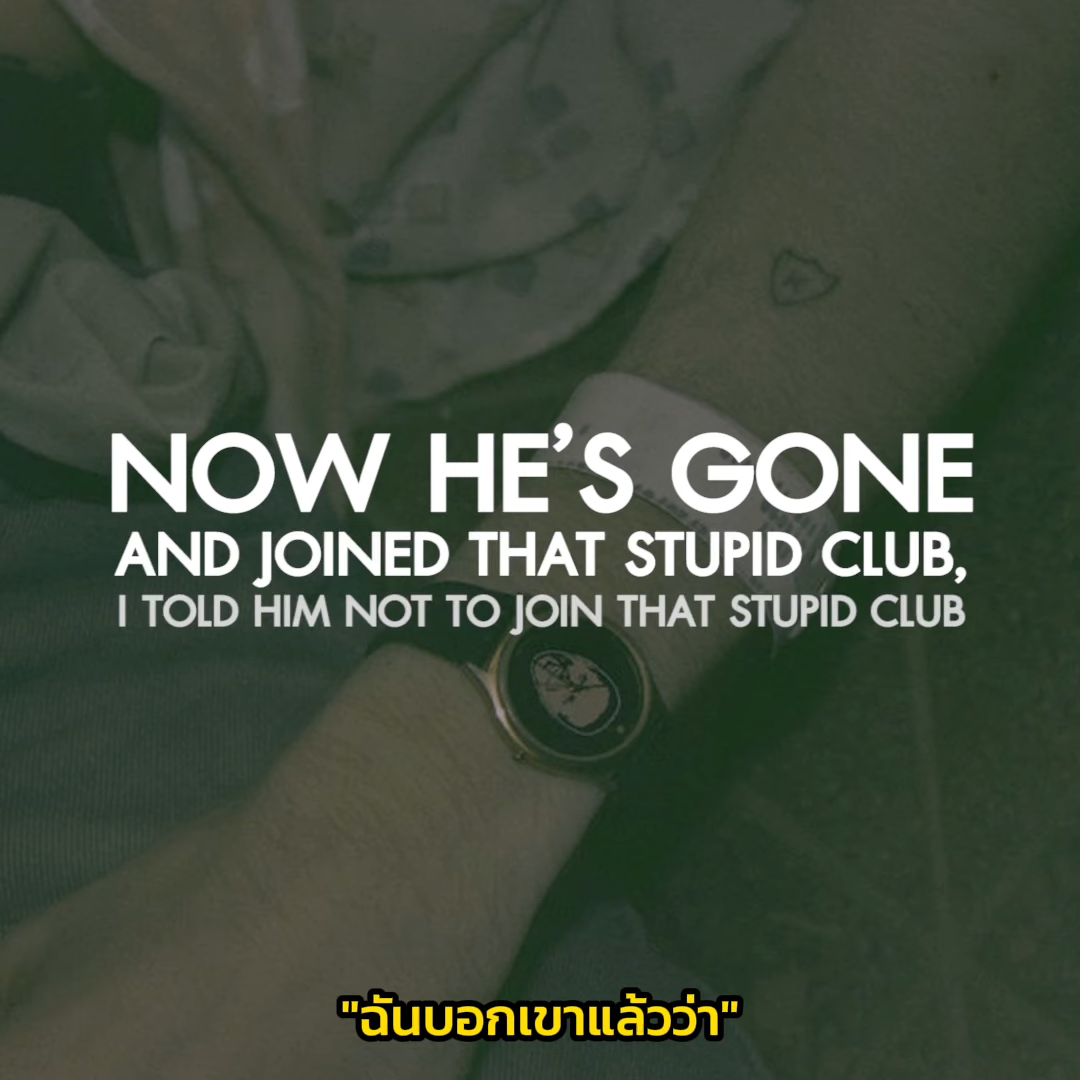 NOW HE’S GONE
AND JOINED THAT STUPID CLUB,
I TOLD HIM NOT TO JOIN THAT STUPID CLUB
"ฉันบอกเขาแล้วว่า"